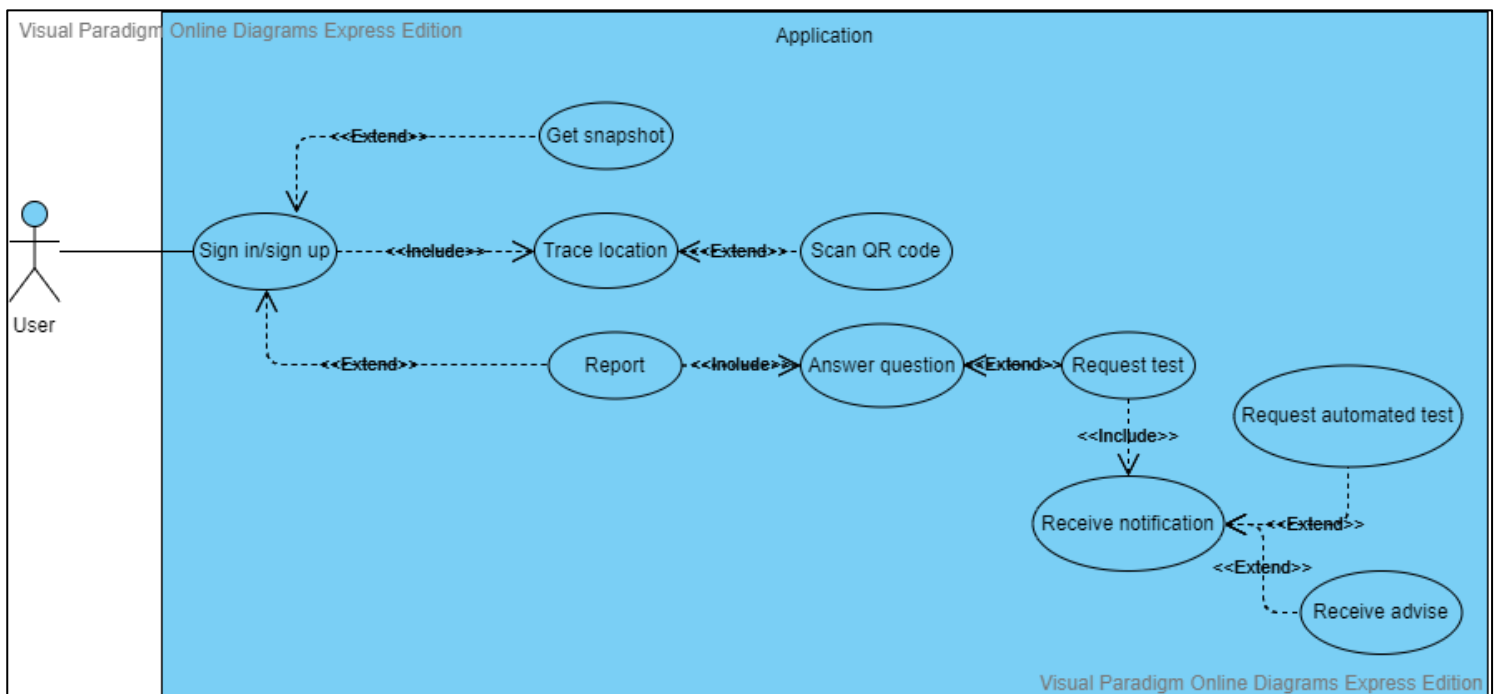 Visual Paradigm Online Diagrams Express Edition
Application
<<Extend>>
Get snapshot
Sign in/sign up
<<Include>>
Trace location
<<Extend>>
Scan QR code
User
<<Extend>>
Report
<<Include>>
Answer question
<<Extend>>
Request test
Request automated test
<<Include>>
Receive notification
<<Extend>>
<<Extend>>
Receive advise
Visual Paradigm Online Diagrams Express Edition